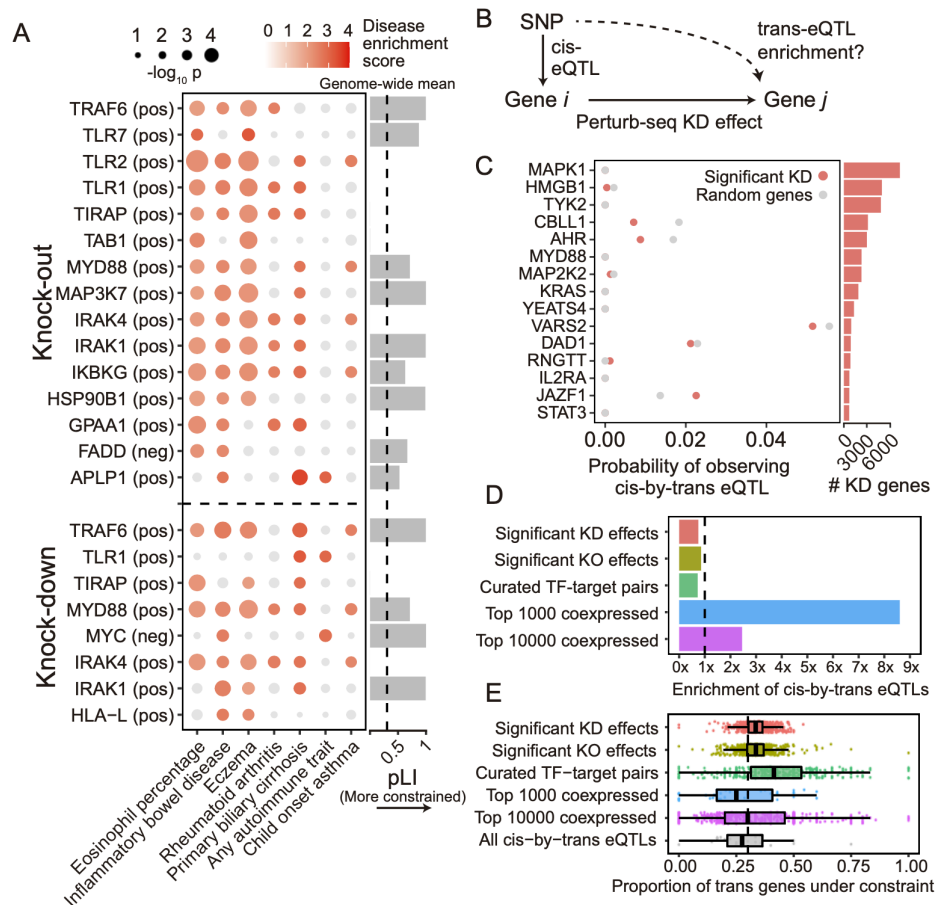 A
1 2 3 4
-log10 p
0 1 2 3 4
Disease
enrichment
score
Genome-wide mean
Knock-out
TRAF6 (pos)
TLR7 (pos)
TLR2 (pos)
TLR1 (pos)
TIRAP (pos)
TAB1 (pos)
MYD88 (pos)
MAP3K7 (pos)
IRAK4 (pos)
IRAK1 (pos)
IKBKG (pos)
HSP90B1 (pos)
GPAA1 (pos)
FADD (neg)
APLP1 (pos)
Knock-down
TRAF6 (pos)
TLR1 (pos)
TIRAP (pos)
MYD88 (pos)
MYC (neg)
IRAK4 (pos)
IRAK1 (pos)
HLA-L (pos)
Eosinophil percentage
Inflammatory bowel disease
Eczema
Rheumatoid arthritis
Primary biliary cirrhosis
Any autoimmune trait
Child onset asthma
0.5 1
pLI
(More constrained)
B
SNP
cis-
eQTL
trans-eQTL
enrichment?
Gene i
Gene j
Perturb-seq KD effect
C
MAPK1
HMGB1
TYK2
CBLL1
AHR
MYD88
MAP2K2
KRAS
YEATS4
VARS2
DAD1
RNGTT
IL2RA
JAZF1
STAT3
Significant KD
Random genes
0.00 0.02 0.04
Probability of observing
cis-by-trans eQTL
0 3000 6000
# KD genes
D
Significant KD effects
Significant KO effects
Curated TF-target pairs
Top 1000 coexpressed
Top 10000 coexpressed
0x 1x 2x 3x 4x 5x 6x 7x 8x 9x
Enrichment of cis-by-trans eQTLs
E
Significant KD effects
Significant KO effects
Curated TF−target pairs
Top 1000 coexpressed
Top 10000 coexpressed
All cis−by−trans eQTLs
0.00 0.25 0.50 0.75 1.00
Proportion of trans genes under constraint